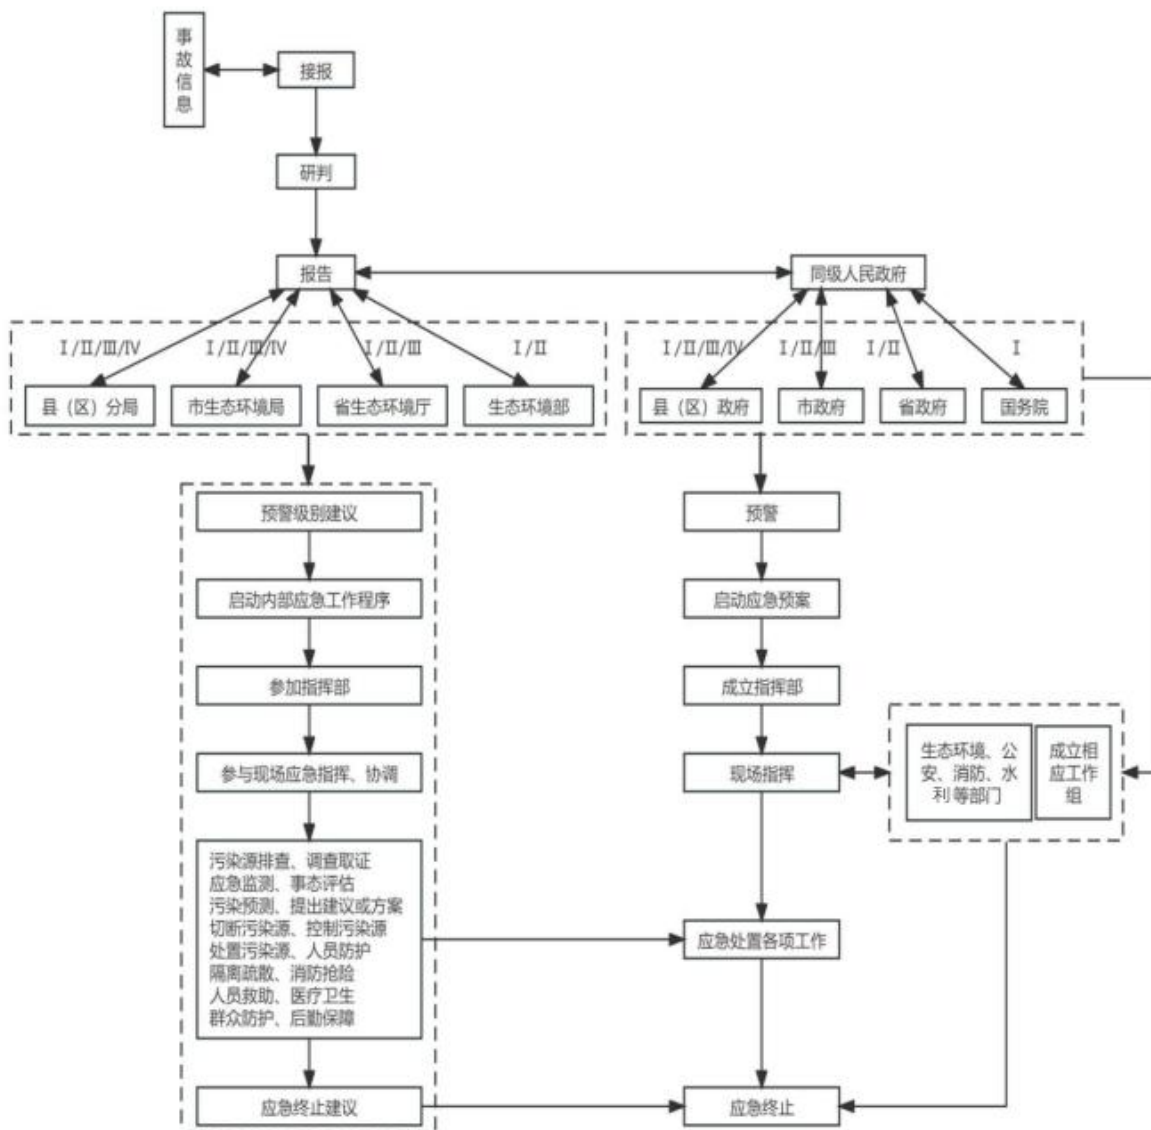 事故信息
接报
研判
报告
同级人民政府
Ⅰ/Ⅱ/Ⅲ/Ⅳ
Ⅰ/Ⅱ/Ⅲ/Ⅳ
Ⅰ/Ⅱ/Ⅲ
Ⅰ/Ⅱ
Ⅰ/Ⅱ/Ⅲ/Ⅳ
Ⅰ/Ⅱ/Ⅲ
Ⅰ/Ⅱ
Ⅰ
县（区）分局
市生态环境局
省生态环境厅
生态环境部
县（区）政府
市政府
省政府
国务院
预警级别建议
预警
启动内部应急工作程序
启动应急预案
参加指挥部
成立指挥部
参与现场应急指挥、协调
现场指挥
生态环境、公
安、消防、水
利等部门
成立相
应工作
组
污染源排查、调查取证
应急监测、事态评估
污染预测、提出建议或方案
切断污染源、控制污染源
处置污染源、人员防护
隔离疏散、消防抢险
人员救助、医疗卫生
群众防护、后勤保障
应急处置各项工作
应急终止建议
应急终止